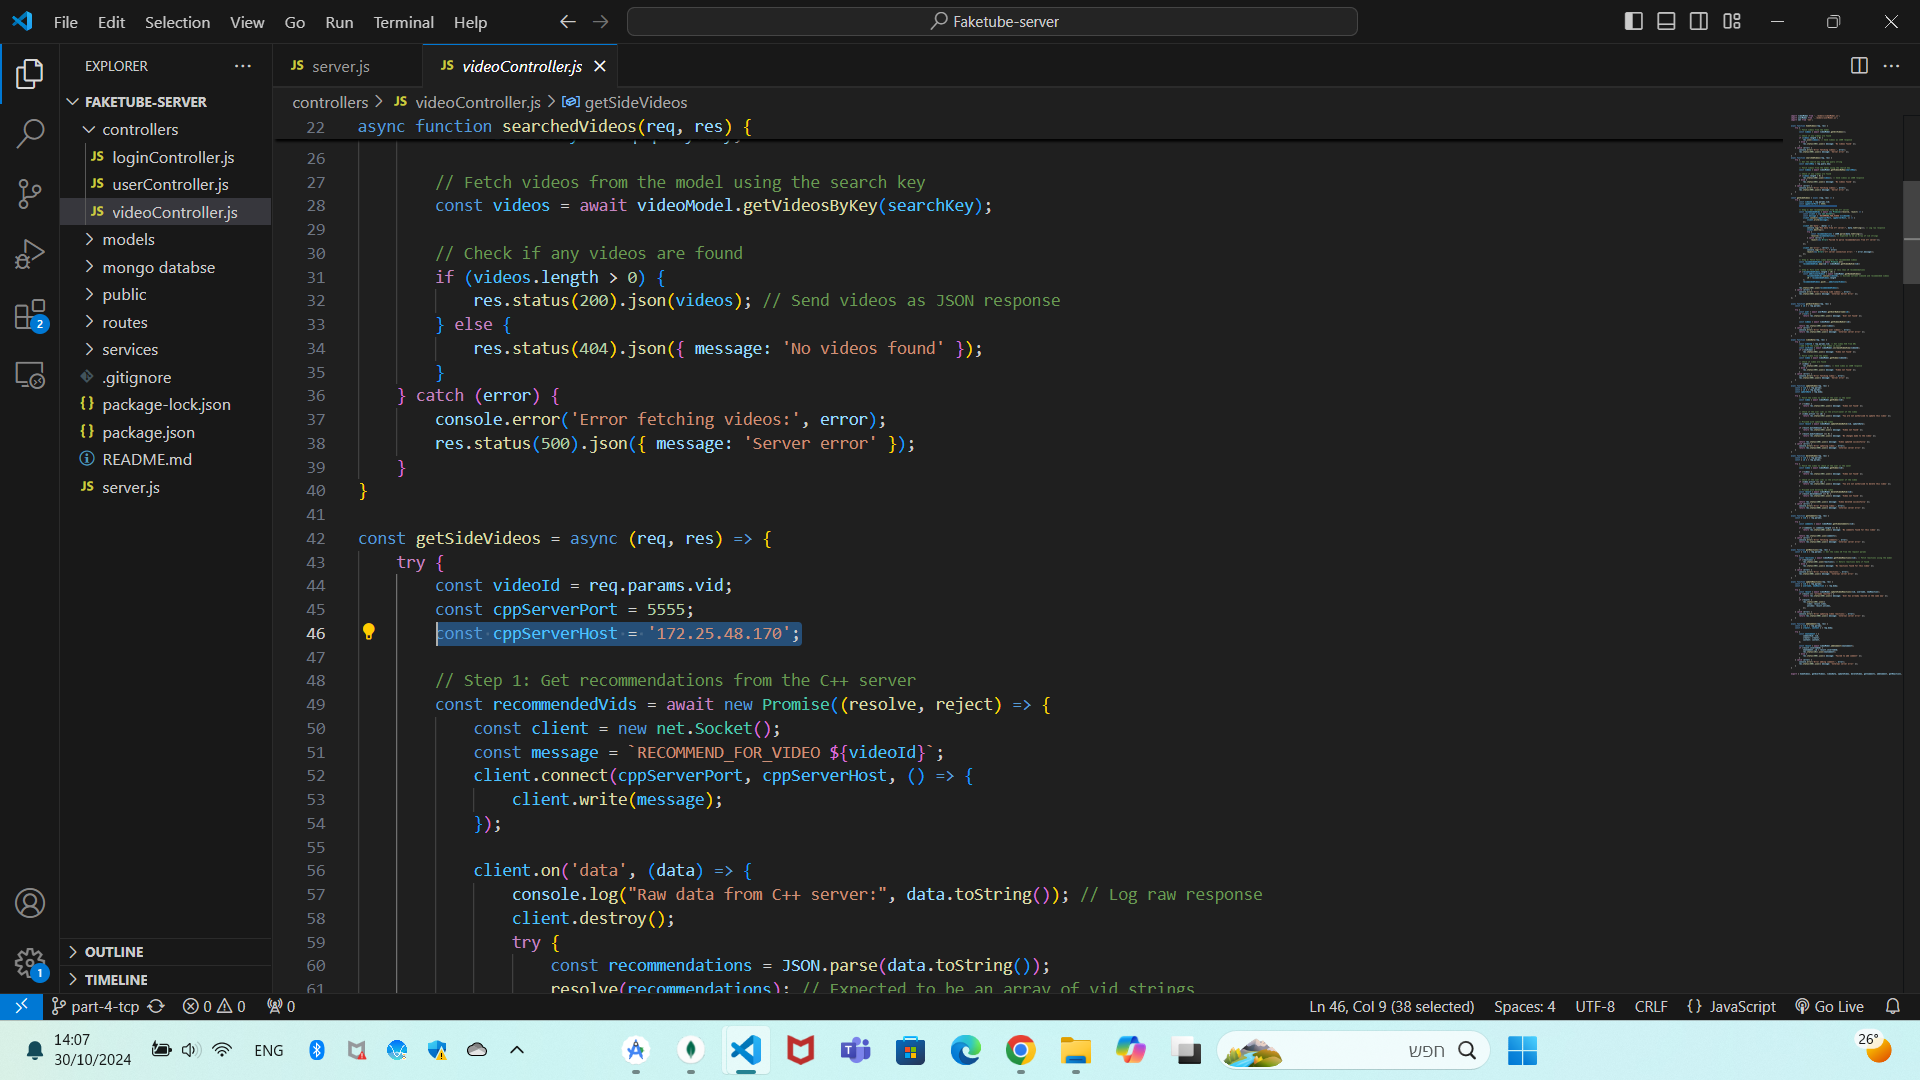 File Edit Selection View Go Run Terminal Help
Faketube-server
EXPLORER
server.js
videoController.js
FAKETUBE-SERVER
controllers
loginController.js
userController.js
videoController.js
models
mongo databse
public
routes
services
.gitignore
package-lock.json
package.json
README.md
server.js
OUTLINE
TIMELINE
controllers > JS videoController.js > getSideVideos
22 async function searchedVideos(req, res) {
26
27 // Fetch videos from the model using the search key
28 const videos = await videoModel.getVideosByKey(searchKey);
29
30 // Check if any videos are found
31 if (videos.length > 0) {
32 res.status(200).json(videos); // Send videos as JSON response
33 } else {
34 res.status(404).json({ message: 'No videos found' });
35 }
36 } catch (error) {
37 console.error('Error fetching videos:', error);
38 res.status(500).json({ message: 'Server error' });
39 }
40 }
41
42 const getSideVideos = async (req, res) => {
43 try {
44 const videoId = req.params.vid;
45 const cppServerPort = 5555;
46 const cppServerHost = '172.25.48.170';
47
48 // Step 1: Get recommendations from the C++ server
49 const recommendedVids = await new Promise((resolve, reject) => {
50 const client = new net.Socket();
51 const message = `RECOMMEND_FOR_VIDEO ${videoId}`;
52 client.connect(cppServerPort, cppServerHost, () => {
53 client.write(message);
54 });
55
56 client.on('data', (data) => {
57 console.log("Raw data from C++ server:", data.toString()); // Log raw response
58 client.destroy();
59 try {
60 const recommendations = JSON.parse(data.toString());
61 resolve(recommendations); // Expected to be an array of vid strings
part-4-tcp 0 0 0
Ln 46, Col 9 (38 selected) Spaces: 4 UTF-8 CRLF {} JavaScript Go Live
14:07
30/10/2024
ENG
חפש
26°